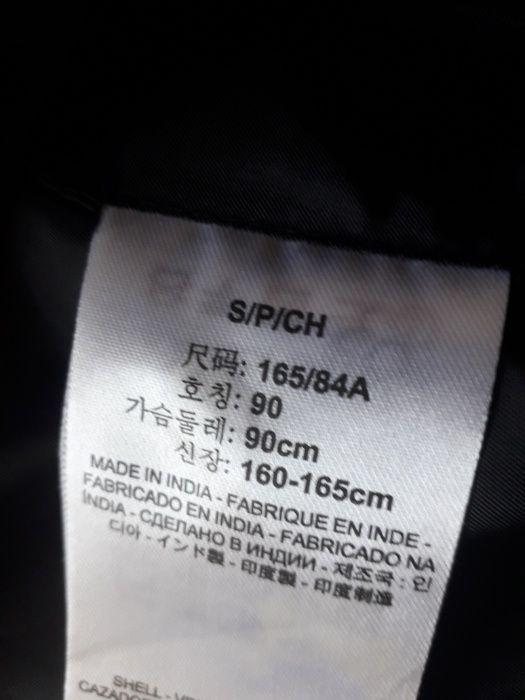 S/P/CH
尺码: 165/84A
호칭: 90
가슴둘레: 90cm
신장: 160-165cm
MADE IN INDIA - FABRIQUE EN INDE -
FABRICADO EN INDIA - FABRICADO NA
ÍNDIA - СДЕЛАНО В ИНДИИ - 제조국 : 인
디아 - インド製 - 印度製 - 印度制造
SHELL -